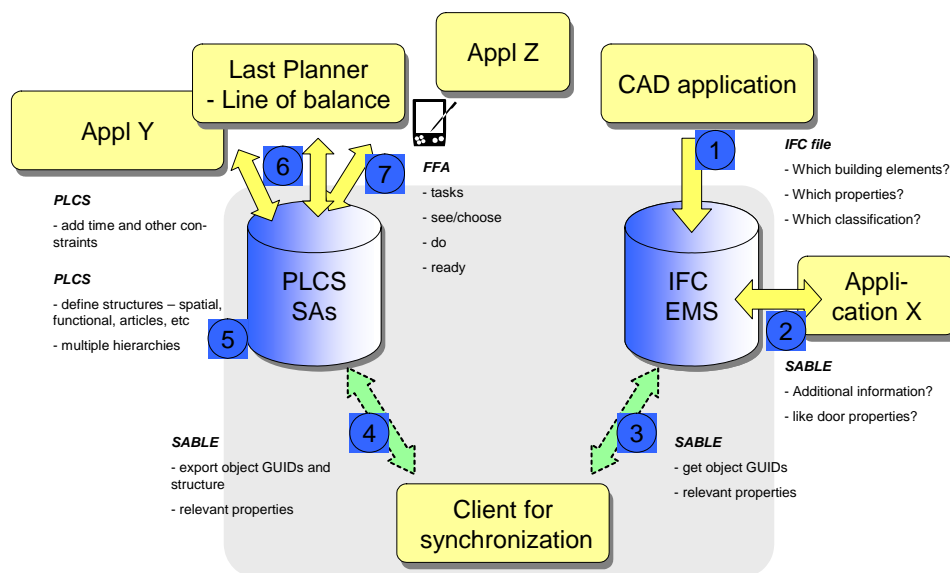 Appl Z
Last Planner
- Line of balance
CAD application
Appl Y
1
IFC file
- Which building elements?
- Which properties?
- Which classification?
6
7
FFA
- tasks
- see/choose
- do
- ready
PLCS
- add time and other con-
straints
PLCS
- define structures – spatial,
functional, articles, etc
- multiple hierarchies
5
PLCS
SAs
IFC
EMS
Appli-
cation X
2
SABLE
- Additional information?
- like door properties?
4
3
SABLE
- export object GUIDs and
structure
- relevant properties
SABLE
- get object GUIDs
- relevant properties
Client for
synchronization